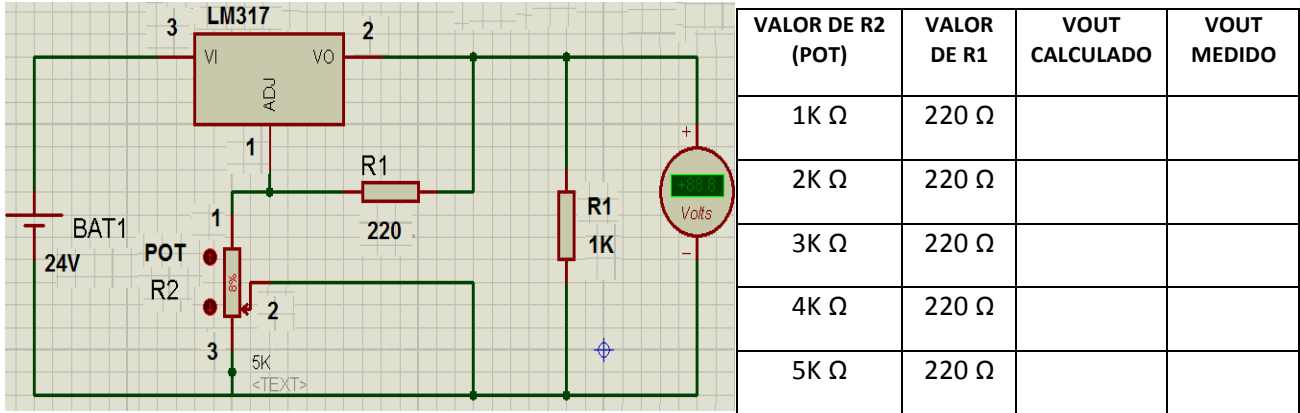 LM317
3
2
VI
VO
ADJ
1
R1
220
1
BAT1
24V
POT
R2
8%
2
3
5K
<TEXT>
R1
1K
+
+88.8
Volts
−
VALOR DE R2 VALOR VOUT VOUT
(POT) DE R1 CALCULADO MEDIDO
1K Ω 220 Ω
2K Ω 220 Ω
3K Ω 220 Ω
4K Ω 220 Ω
5K Ω 220 Ω